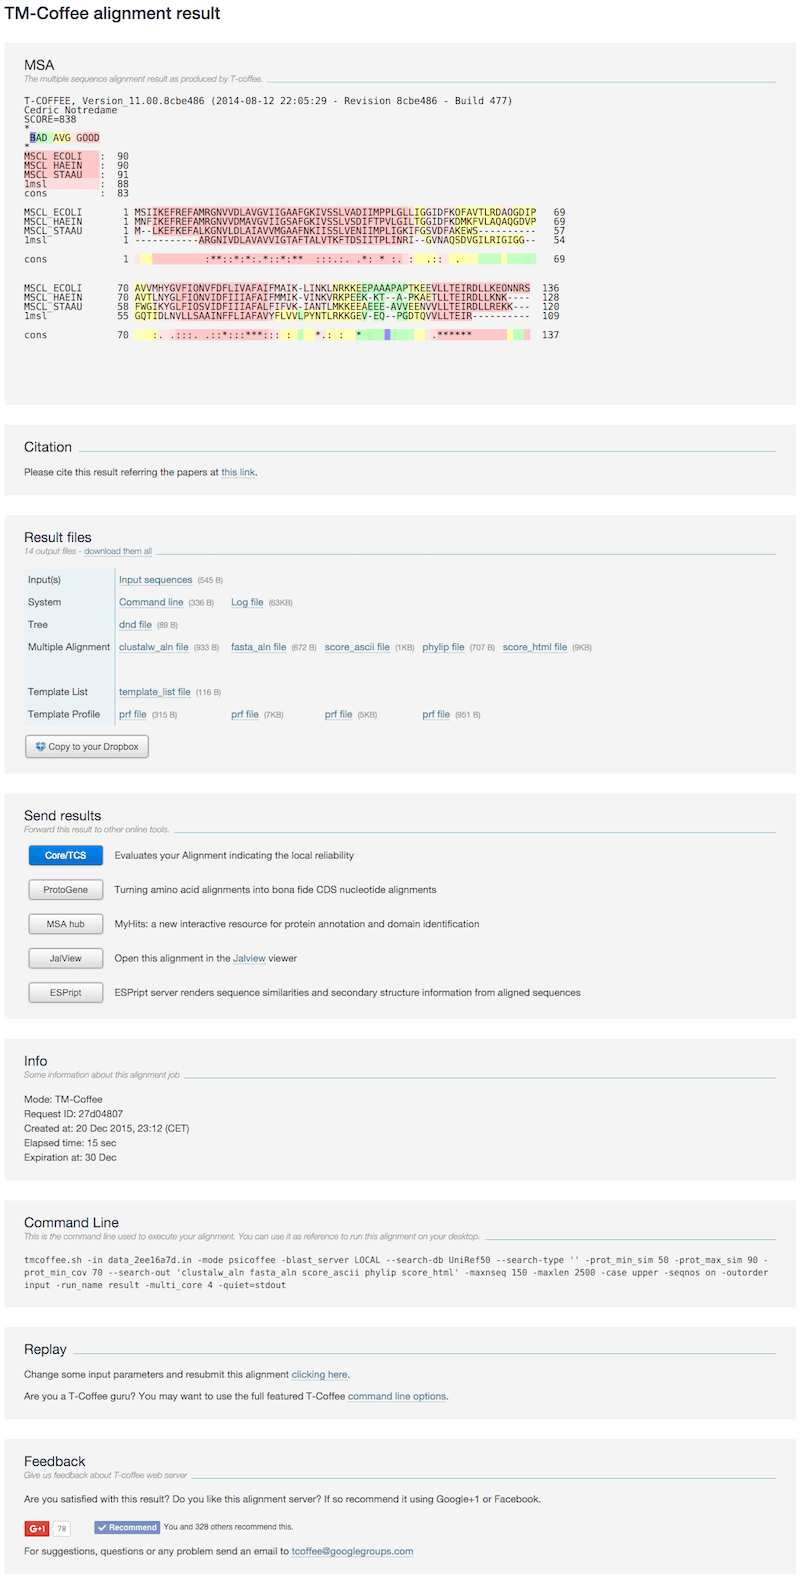 TM-Coffee alignment result
MSA
The multiple sequence alignment result as produced by T-coffee.
T-COFFEE, Version_11.00.8cbe486 (2014-08-12 22:05:29 - Revision 8cbe486 - Build 477)
Cedric Notredame
SCORE=838
*
BAD AVG GOOD
*
MSCL_ECOLI : 90
MSCL_HAEIN : 90
MSCL_STAAU : 91
1msl : 88
cons : 83
MSCL_ECOLI 1 MSIIKEFREFAMRGNVVDLAVGVIIGAAFGKIVSSLVADIIMPPLGLLIGGIDFKQFAVTLRDAQGDIP 69
MSCL_HAEIN 1 MNFIKEFREFAMRGNVVDMAVGVIIGSAFGKIVSSLVSDIFTPVLGILTGGIDFKDMKFVLAQAQGDVP 69
MSCL_STAAU 1 M--LKEFKEFALKGNVLDLAIAVVMGAAFNKIISSLVENIIMPLIGKIFGSVDFAKEWS---------- 57
1msl 1 -----------ARGNIVDLAVAVVIGTAFTALVTKFTDSIITPLINRI--GVNAQSDVGILRIGIGG-- 54
cons 1 :**::*:*:.*::*:** :::.:. .*: * :. : .:: . 69
MSCL_ECOLI 70 AVVMHYGVFIQNVFDFLIVAFAIFMAIK-LINKLNRKKEEPAAAPAPTKEEVLLTEIRDLLKEQNNRS 136
MSCL_HAEIN 70 AVTLNYGLFIQNVIDFIIIAFAIFMMIK-VINKVRKPEEK-KT--A-PKAETLLTEIRDLLKNK---- 128
MSCL_STAAU 58 FWGIKYGLFIQSVIDFIIIAFALFIFVK-IANTLMKKEEAEEE-AVVEENVVLLTEIRDLLREKK--- 120
1msl 55 GQTIDLNVLLSAAINFFLIAFAVYFLVVLPYNTLRKKGEV-EQ--PGDTQVVLLTEIR---------- 109
cons 70 :. .:::. .::*:::***::: : *.: : * .****** 137
Citation
Please cite this result referring the papers at this link.
Result files
14 output files - download them all
Input(s) Input sequences (545 B)
System Command line (336 B) Log file (63KB)
Tree dnd file (89 B)
Multiple Alignment clustalw_aln file (933 B) fasta_aln file (672 B) score_ascii file (1KB) phylip file (707 B) score_html file (9KB)
Template List template_list file (116 B)
Template Profile prf file (315 B) prf file (7KB) prf file (5KB) prf file (951 B)
Copy to your Dropbox
Send results
Forward this result to other online tools.
Core/TCS Evaluates your Alignment indicating the local reliability
ProtoGene Turning amino acid alignments into bona fide CDS nucleotide alignments
MSA hub MyHits: a new interactive resource for protein annotation and domain identification
JalView Open this alignment in the Jalview viewer
ESPript ESPript server renders sequence similarities and secondary structure information from aligned sequences
Info
Some information about this alignment job
Mode: TM-Coffee
Request ID: 27d04807
Created at: 20 Dec 2015, 23:12 (CET)
Elapsed time: 15 sec
Expiration at: 30 Dec
Command Line
This is the command line used to execute your alignment. You can use it as reference to run this alignment on your desktop.
tmcoffee.sh -in data_2ee16a7d.in -mode psicoffee -blast_server LOCAL --search-db UniRef50 --search-type '' -prot_min_sim 50 -prot_max_sim 90 -
prot_min_cov 70 --search-out 'clustalw_aln fasta_aln score_ascii phylip score_html' -maxnseq 150 -maxlen 2500 -case upper -seqnos on -outorder
input -run_name result -multi_core 4 -quiet=stdout
Replay
Change some input parameters and resubmit this alignment clicking here.
Are you a T-Coffee guru? You may want to use the full featured T-Coffee command line options.
Feedback
Give us feedback about T-coffee web server
Are you satisfied with this result? Do you like this alignment server? If so recommend it using Google+1 or Facebook.
G+1 78 Recommend You and 328 others recommend this.
For suggestions, questions or any problem send an email to tcoffee@googlegroups.com